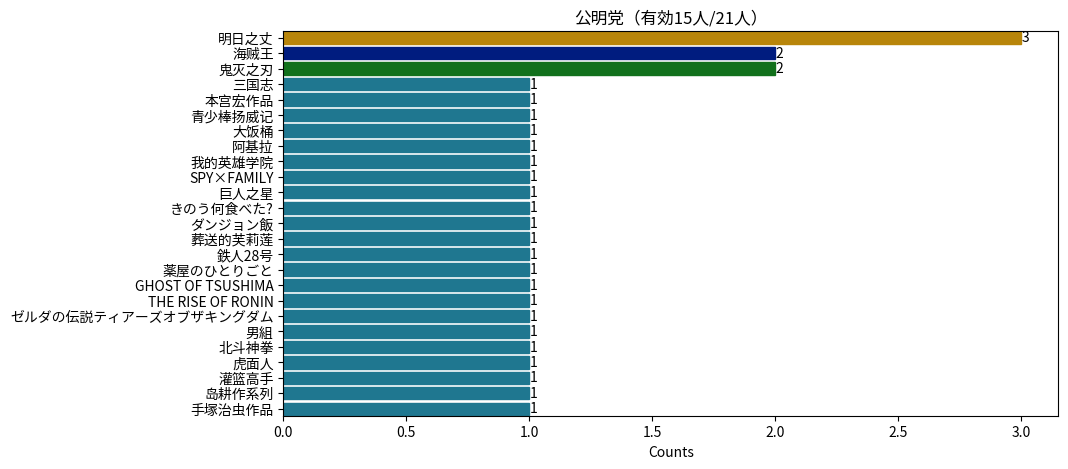 公明党（有効15人/21人）
明日之丈 3
海贼王 2
鬼灭之刃 2
三国志 1
本宫宏作品 1
青少棒扬威记 1
大饭桶 1
阿基拉 1
我的英雄学院 1
SPY×FAMILY 1
巨人之星 1
きのう何食べた? 1
ダンジョン飯 1
葬送的芙莉莲 1
鉄人28号 1
薬屋のひとりごと 1
GHOST OF TSUSHIMA 1
THE RISE OF RONIN 1
ゼルダの伝説ティアーズオブザキングダム 1
男組 1
北斗神拳 1
虎面人 1
灌篮高手 1
岛耕作系列 1
手塚治虫作品 1
0.0 0.5 1.0 1.5 2.0 2.5 3.0
Counts